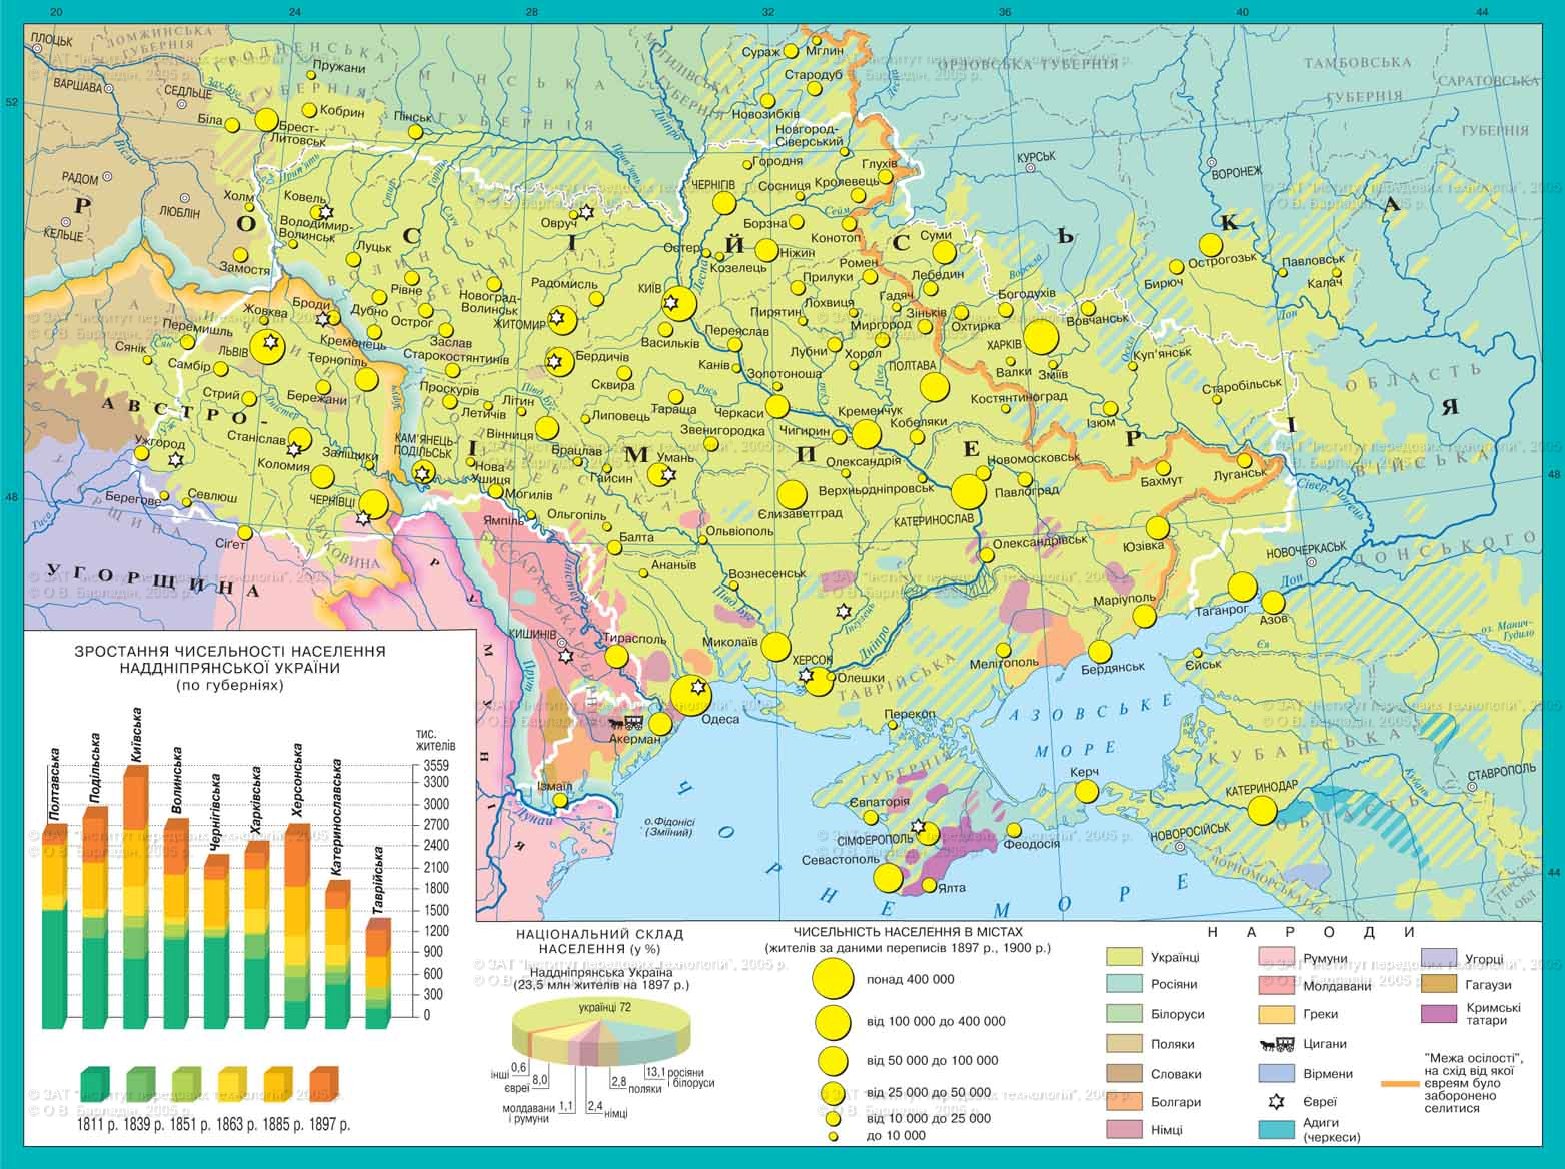 20 24 28 32 36 40 44
ПЛОЦЬК
ЛОМЖИНСЬКА
ГУБЕРНІЯ
ГРОДНЕНСЬКА
ГУБЕРНІЯ
МІНСЬКА
ГУБЕРНІЯ
МОГИЛІВСЬКА
ГУБЕРНІЯ
ОРЛОВСЬКА ГУБЕРНІЯ
ТАМБОВСЬКА
ГУБЕРНІЯ
САРАТОВСЬКА
ГУБЕРНІЯ
© ЗАТ "Інститут передових технологій", 2005 р.
© О.В. Барладін, 2005 р.
52
ВАРШАВА
СЕДЛЬЦЕ
Пружани
Кобрин
Біла
Брест-
Литовськ
Пінськ
Сураж
Мглин
Стародуб
Новозибків
Новгород-
Сіверський
Городня
Глухів
ЧЕРНІГІВ
Сосниця
Кролевець
КУРСЬК
ВОРОНЕЖ
РАДОМ
ЛЮБЛІН
КЕЛЬЦЕ
Холм
Ковель
Володимир-
Волинськ
Замостя
Луцьк
Овруч
Остер
Козелець
Борзна
Ніжин
Конотоп
Ромен
Суми
Лебедин
Острогозьк
Бирюч
Павловськ
Калач
РОСІЙСЬКА
ІМПЕРІЯ
ВОЛИНСЬКА
ГУБЕРНІЯ
Рівне
Дубно
Острог
Новоград-
Волинськ
Радомисль
ЖИТОМИР
КИЇВ
Васильків
Прилуки
Пирятин
Лохвиця
Гадяч
Миргород
Зіньків
Охтирка
Богодухів
ХАРКІВ
Вовчанськ
Переяслав
Лубни
Хорол
ПОЛТАВА
Валки
Зміїв
Куп'янськ
Старобільськ
ОБЛАСТЬ
ВІЙСЬКА
ДОНСЬКОГО
ГАЛИЧИНА
Броди
Жовква
Перемишль
ЛЬВІВ
Сянік
Самбір
Стрий
Тернопіль
Бережани
Кременець
Заслав
Старокостянтинів
Проскурів
Летичів
Літин
Вінниця
Бердичів
Сквира
Липовець
Тараща
Канів
Золотоноша
Черкаси
Звенигородка
Чигирин
Кременчук
Кобеляки
Костянтиноград
Ізюм
АВСТРО-
УГОРЩИНА
Ужгород
Станіслав
Коломия
Заліщики
ЧЕРНІВЦІ
КАМ'ЯНЕЦЬ-
ПОДІЛЬСЬК
Нова
Ушиця
Могилів
Брацлав
Гайсин
Умань
Олександрія
Верхньодніпровськ
Новомосковськ
Павлоград
Бахмут
Луганськ
48
Берегове
Севлюш
Сігет
БУКОВИНА
Ямпіль
Ольгопіль
Балта
Ольвіополь
Єлизаветград
КАТЕРИНОСЛАВ
Олександрівськ
Юзівка
НОВОЧЕРКАСЬК
БЕССАРАБСЬКА
Ананьїв
Вознесенськ
Маріуполь
Таганрог
Азов
КИШИНІВ
Тирасполь
Миколаїв
ХЕРСОН
Олешки
Мелітополь
Бердянськ
Єйськ
ТАВРІЙСЬКА
ГУБЕРНІЯ
Одеса
Акерман
Перекоп
Ізмаїл
о.Фідонісі
(Зміїний)
РУМУНІЯ
АЗОВСЬКЕ
МОРЕ
ЧОРНЕ МОРЕ
КУБАНСЬКА
ОБЛАСТЬ
СТАВРОПОЛЬ
Керч
Євпаторія
СІМФЕРОПОЛЬ
Феодосія
Севастополь
Ялта
КАТЕРИНОДАР
НОВОРОСІЙСЬК
44
оз. Манич-
Гудило
Дніпро
Дністер
Прут
Дунай
Дон
Інгулець
Півд.Буг
Рось
Сейм
Тиса
Вісла
Кубань
Сівер. Донець
ЗРОСТАННЯ ЧИСЕЛЬНОСТІ НАСЕЛЕННЯ
НАДДНІПРЯНСЬКОЇ УКРАЇНИ
(по губерніях)
Полтавська
Подільська
Київська
Волинська
Чернігівська
Харківська
Херсонська
Катеринославська
Таврійська
тис.
жителів
3559
3000
2700
2400
2100
1800
1500
1200
900
600
300
0
1811 р. 1839 р. 1851 р. 1863 р. 1885 р. 1897 р.
НАЦІОНАЛЬНИЙ СКЛАД
НАСЕЛЕННЯ (у %)
Наддніпрянська Україна
(23,5 млн жителів на 1897 р.)
українці 72
інші 0,6
євреї 8,0
молдавани
і румуни 1,1
2,4 німці
2,8 поляки
13,1 росіяни
і білоруси
ЧИСЕЛЬНІСТЬ НАСЕЛЕННЯ В МІСТАХ
(жителів за даними переписів 1897 р., 1900 р.)
понад 400 000
від 100 000 до 400 000
від 50 000 до 100 000
від 25 000 до 50 000
від 10 000 до 25 000
до 10 000
НАРОДИ
Українці
Росіяни
Білоруси
Поляки
Словаки
Болгари
Німці
Румуни
Молдавани
Греки
Цигани
Вірмени
Євреї
Адиги
(черкеси)
Угорці
Гагаузи
Кримські
татари
"Межа осілості",
на схід від якої
євреям було
заборонено
селитися